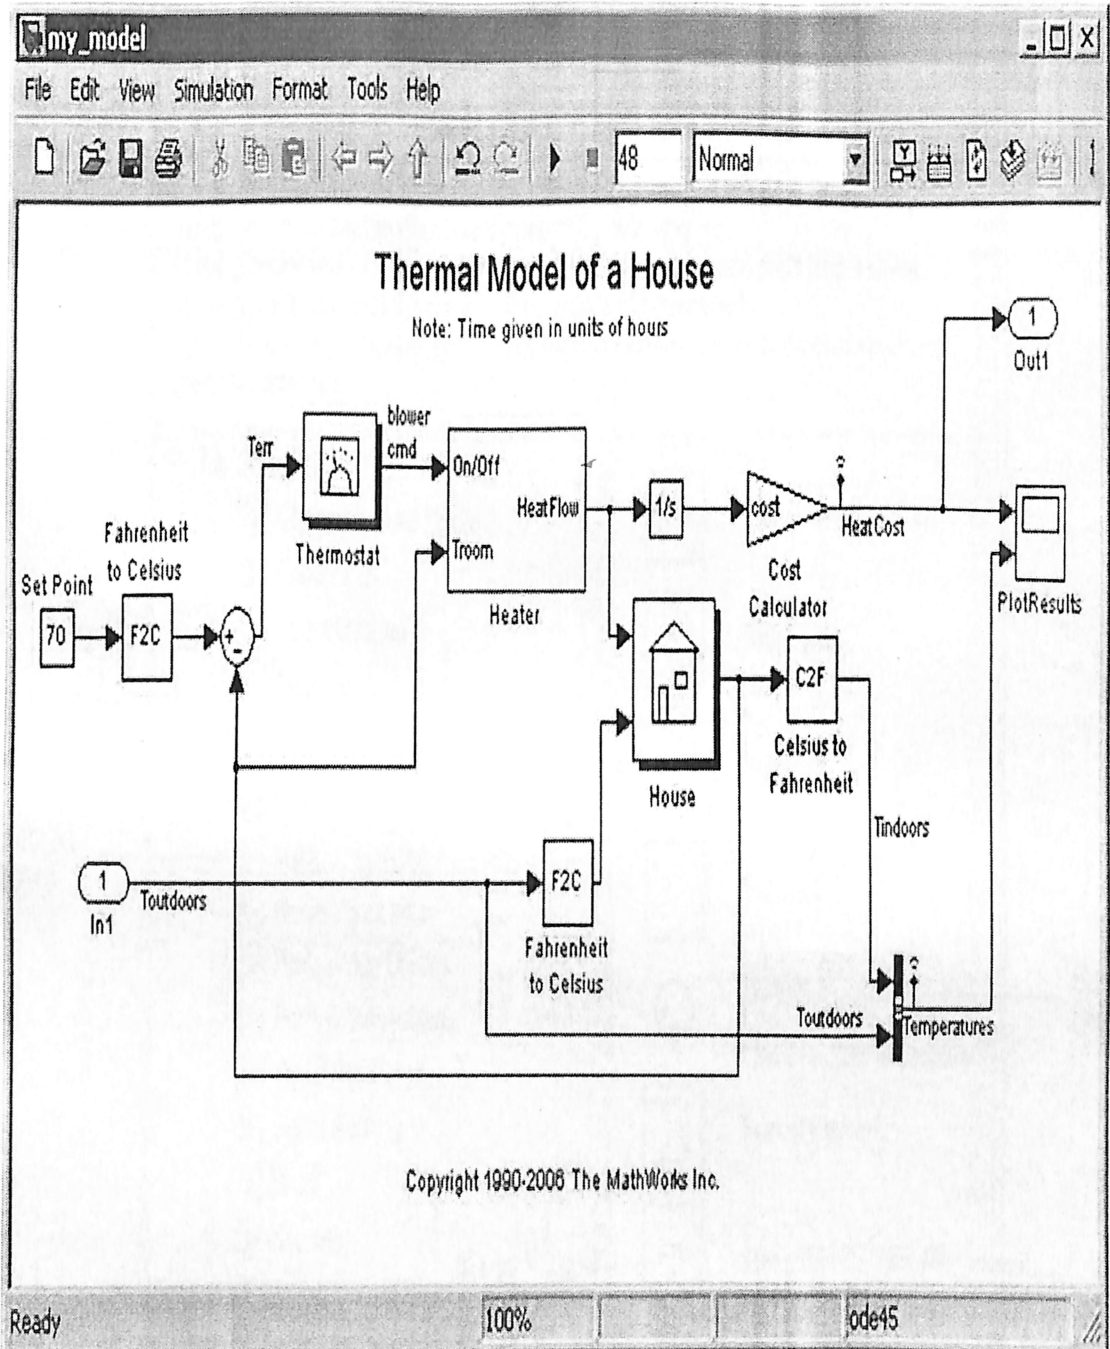 my_model
File Edit View Simulation Format Tools Help
48 Normal
Thermal Model of a House
Note: Time given in units of hours
1
Out1
blower
cmd
Terr
On/Off
HeatFlow
Troom
Heater
Thermostat
1/s
cost
HeatCost
Cost
Calculator
PlotResults
Fahrenheit
to Celsius
Set Point
70
F2C
+
-
House
C2F
Celsius to
Fahrenheit
Tindoors
1
In1
Toutdoors
F2C
Fahrenheit
to Celsius
Toutdoors
Temperatures
Copyright 1990-2006 The MathWorks Inc.
Ready 100% ode45